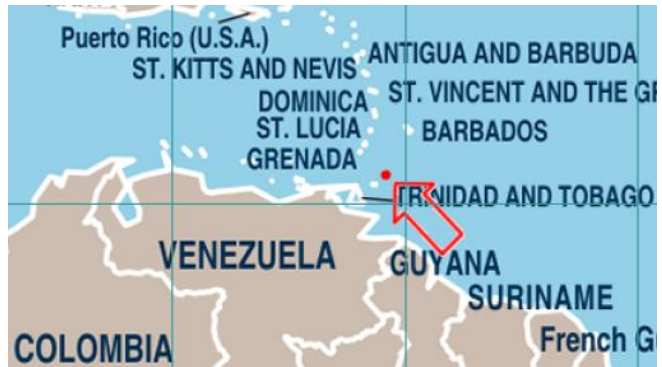 Puerto Rico (U.S.A.)
ANTIGUA AND BARBUDA
ST. KITTS AND NEVIS
DOMINICA
ST. VINCENT AND THE GR
ST. LUCIA
BARBADOS
GRENADA
TRINIDAD AND TOBAGO
VENEZUELA
GUYANA
SURINAME
French G
COLOMBIA